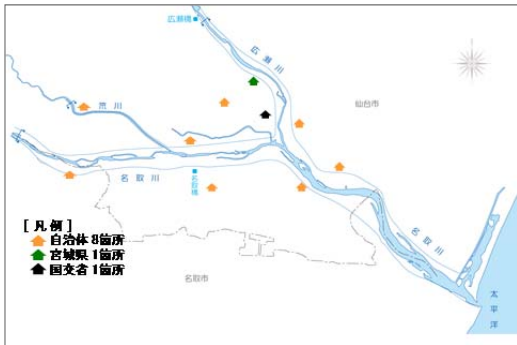 広瀬橋
広瀬川
仙台市
荒川
名取川
名取橋
[凡例]
自治体 8箇所
宮城県 1箇所
国交省 1箇所
名取市
名取川
太平洋